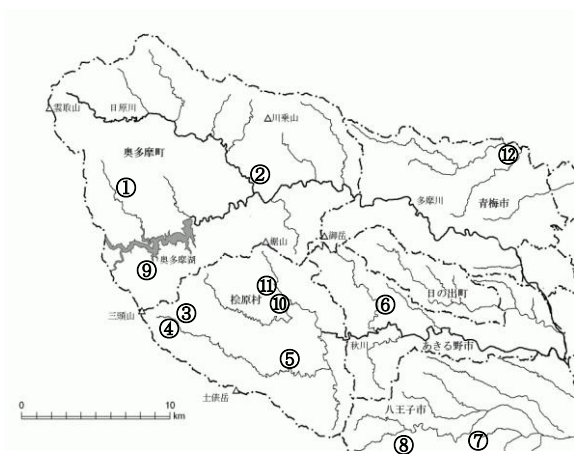 雲取山
日原川
川乗山
⑫
奥多摩町
②
①
多摩川
青梅市
鋸山
御岳
⑨
奥多摩湖
⑪
日の出町
桧原村
⑩
⑥
三頭山
③
④
秋川
あきる野市
⑤
土俵岳
八王子市
⑧
⑦
0
10
km